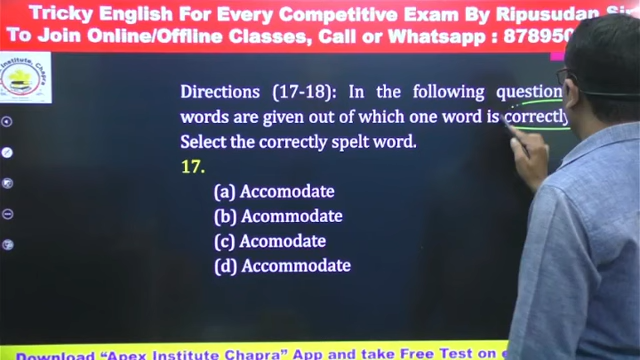 Tricky English For Every Competitive Exam By Ripusudan
To Join Online/Offline Classes, Call or Whatsapp : 87895
Institute, Chapra
Directions (17-18): In the following question
words are given out of which one word is correctly
Select the correctly spelt word.
17.
(a) Accomodate
(b) Acommodate
(c) Acomodate
(d) Accommodate
Download "Apex Institute Chapra" App and take Free Test on